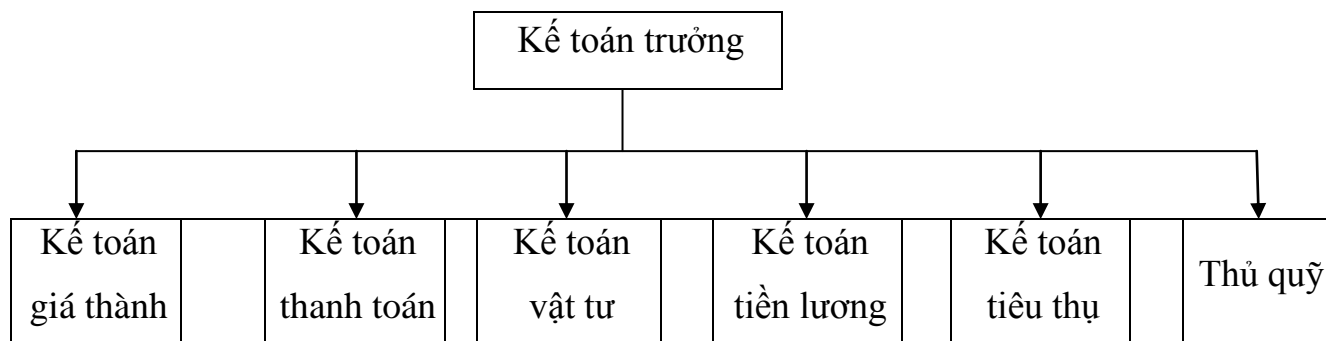 Kế toán trưởng
Kế toán
giá thành
Kế toán
thanh toán
Kế toán
vật tư
Kế toán
tiền lương
Kế toán
tiêu thụ
Thủ quỹ